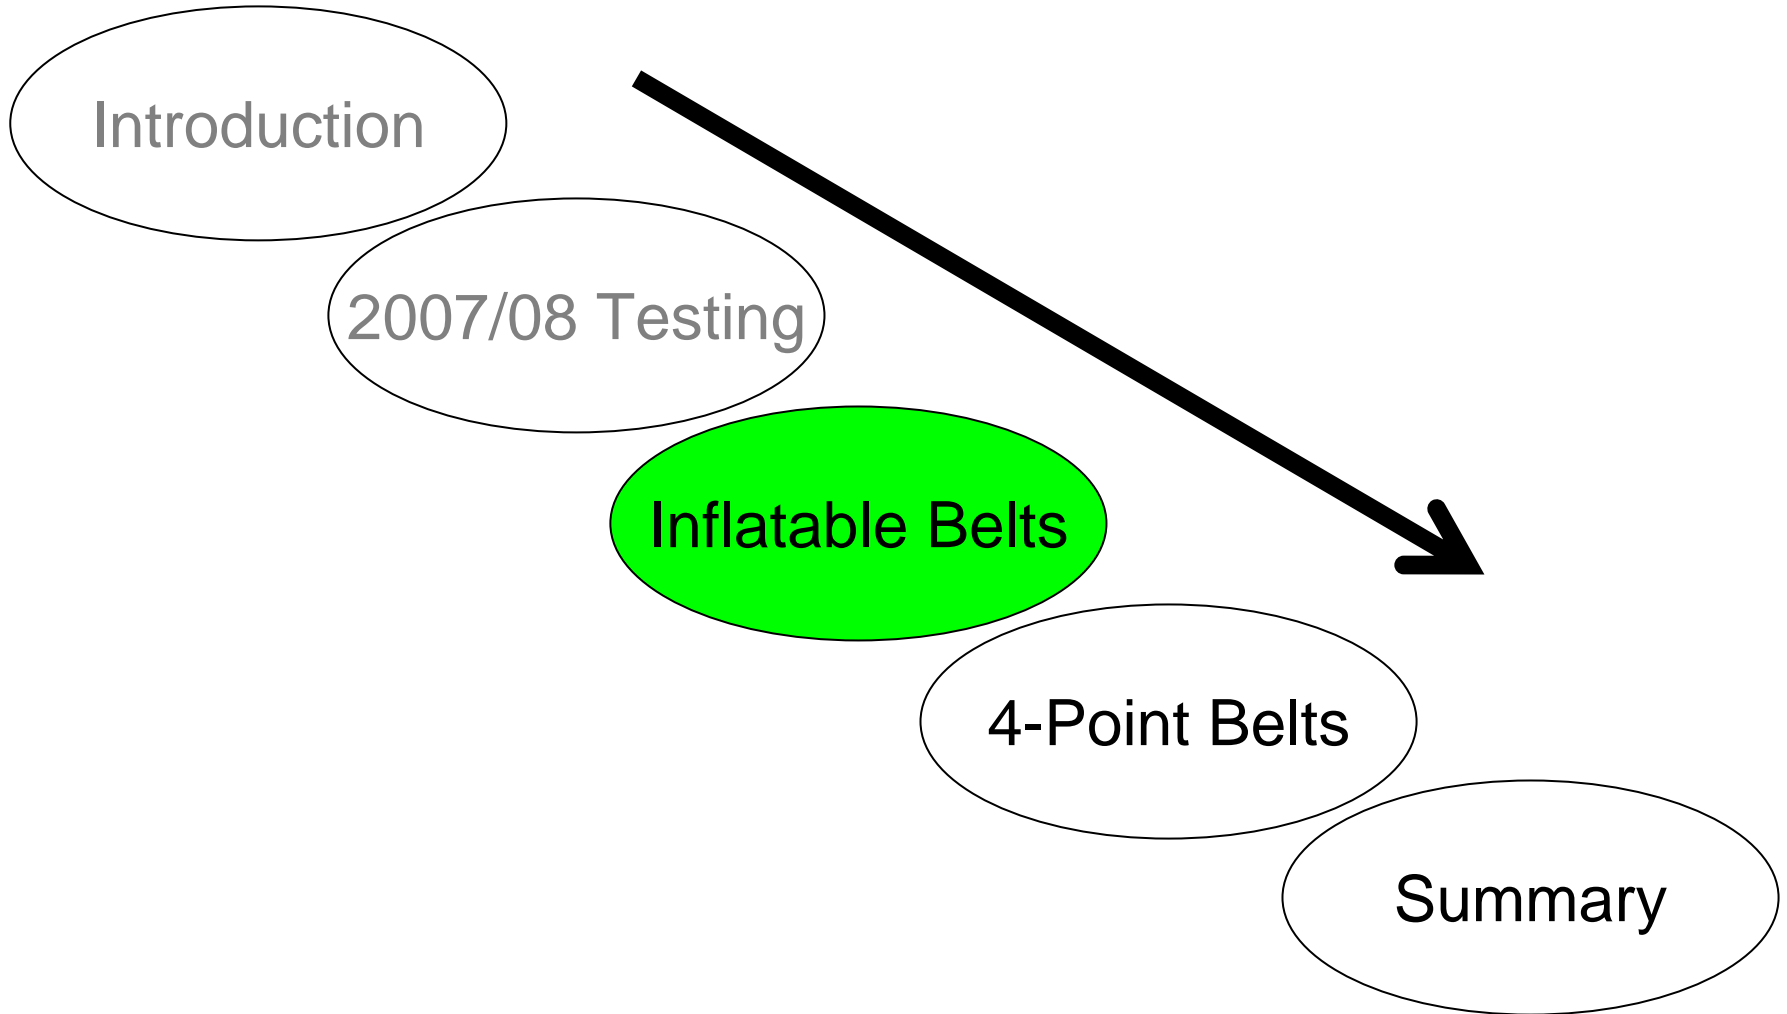 Introduction
2007/08 Testing
Inflatable Belts
4-Point Belts
Summary